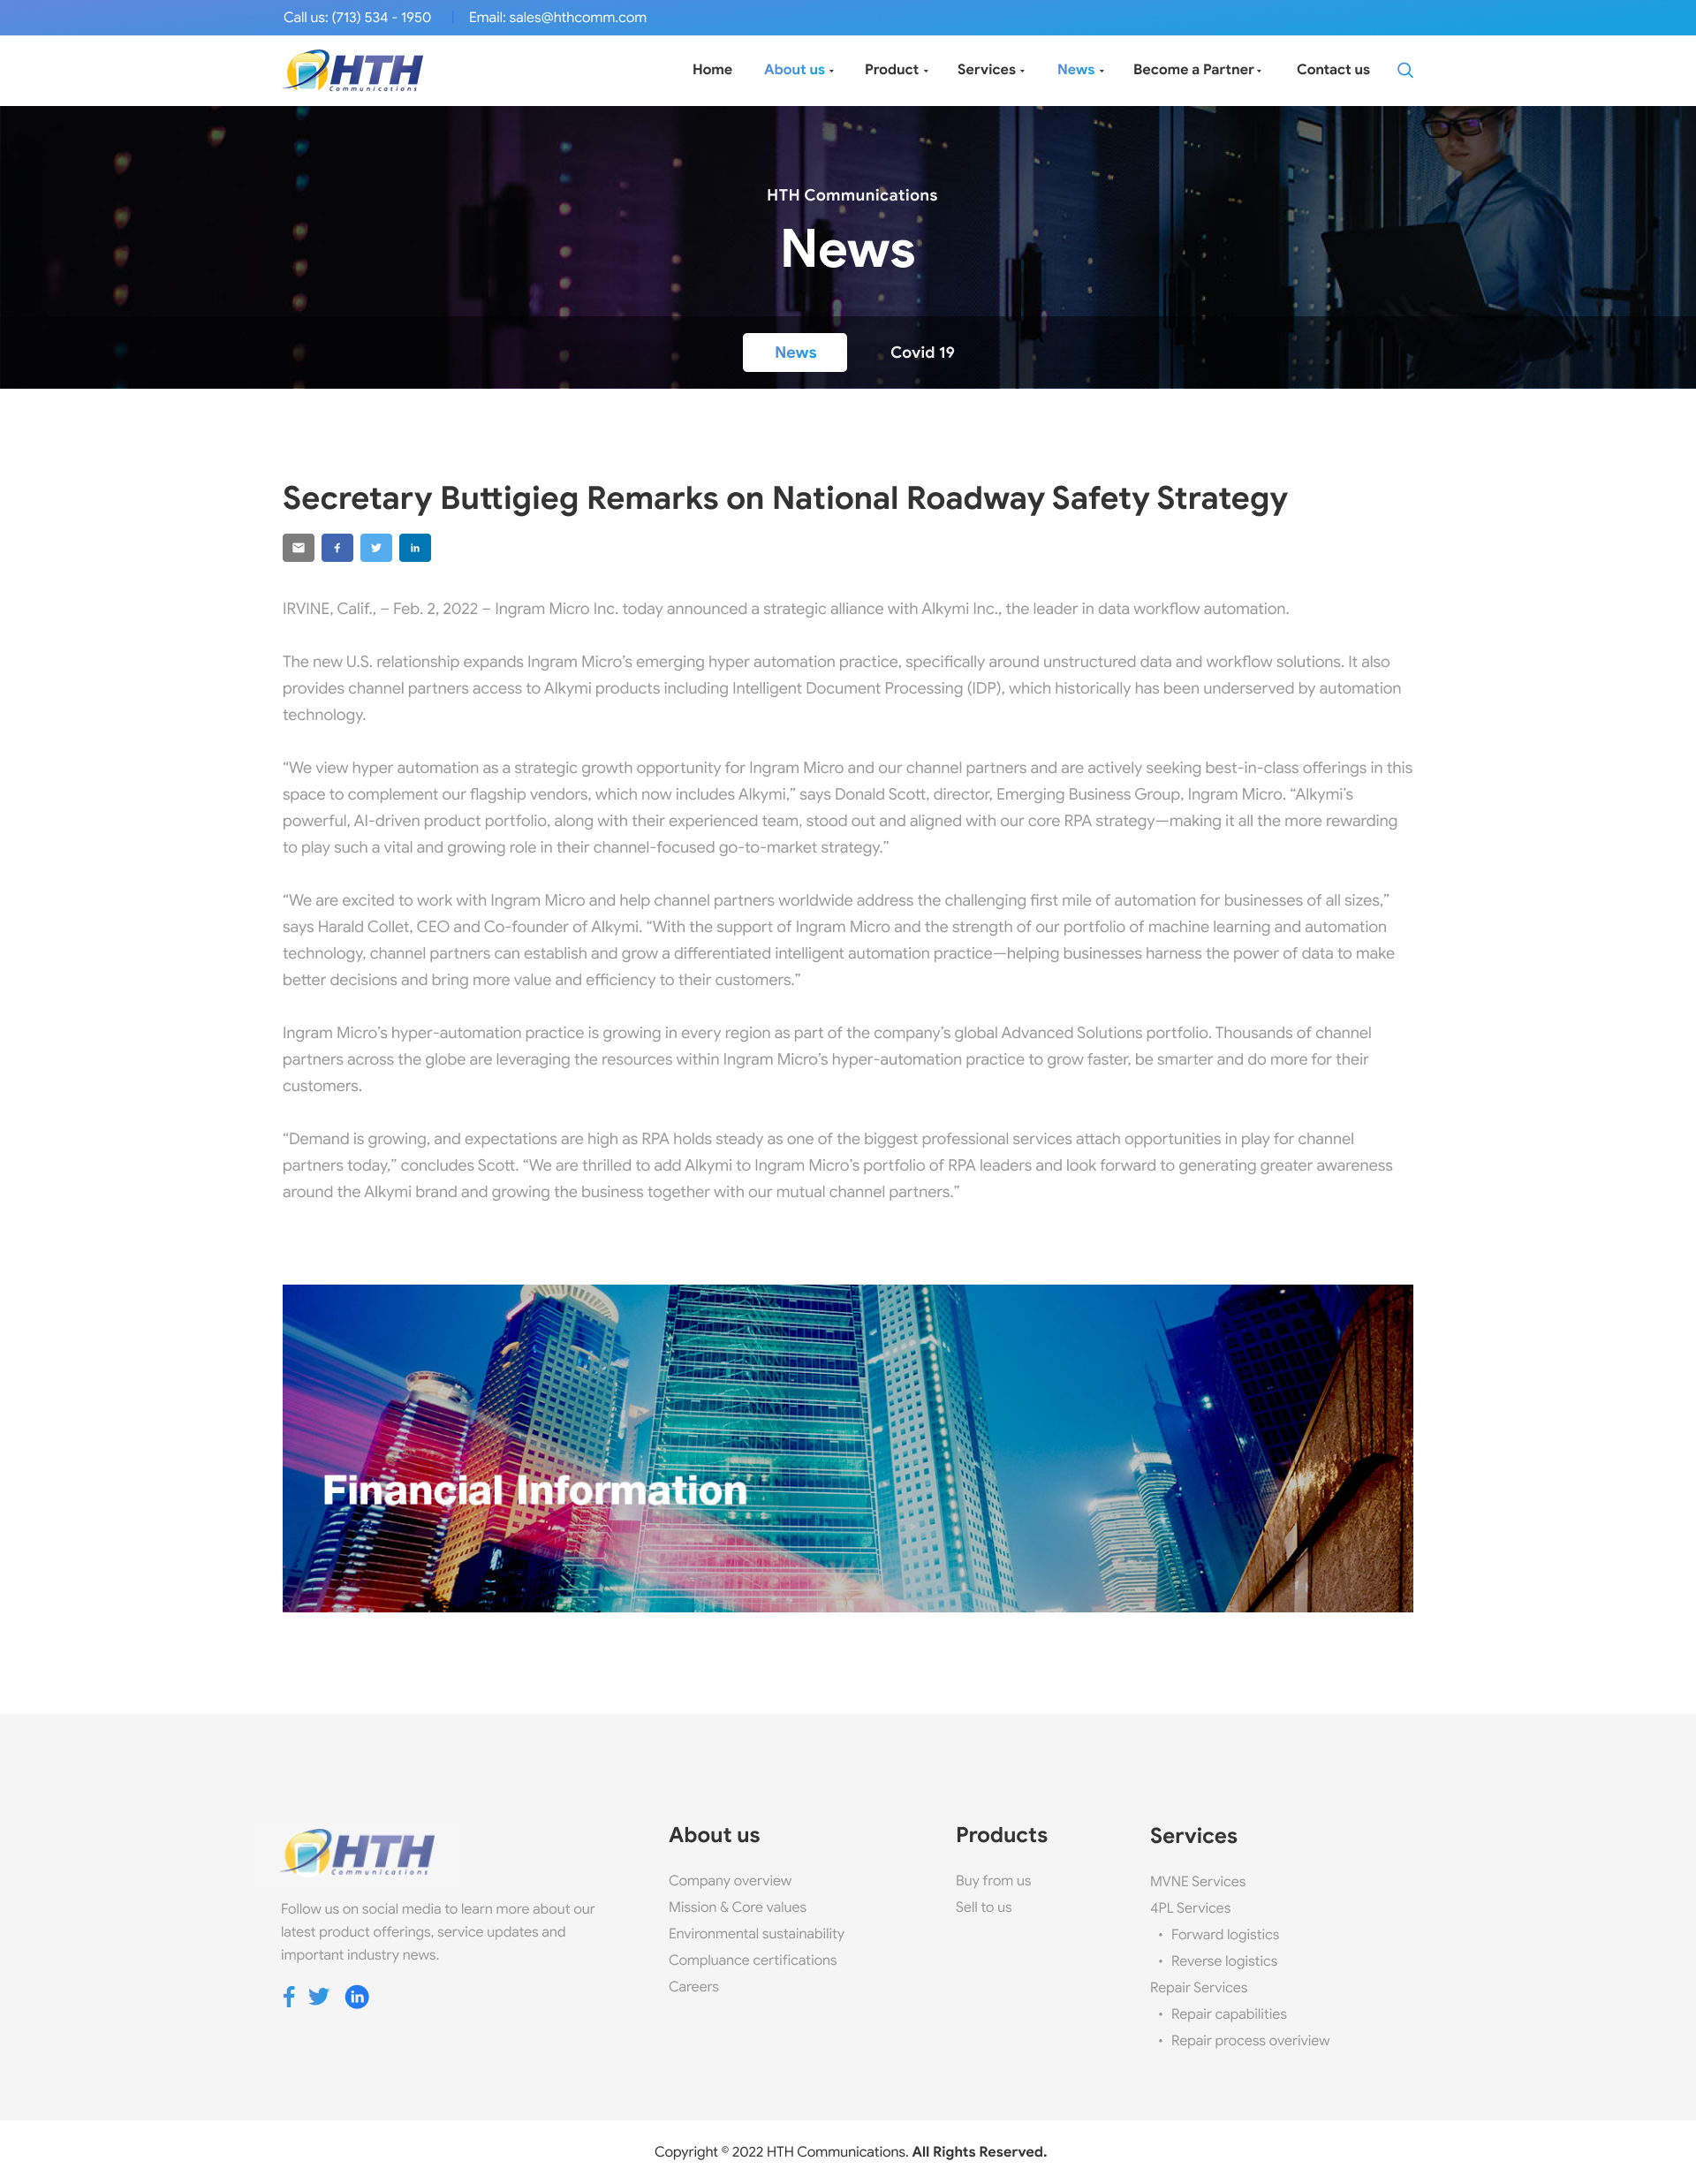 Call us: (713) 534 - 1950 | Email: sales@hthcomm.com
HTH
Communications
Home About us Product Services News Become a Partner Contact us
HTH Communications
News
News Covid 19
Secretary Buttigieg Remarks on National Roadway Safety Strategy
IRVINE, Calif., – Feb. 2, 2022 – Ingram Micro Inc. today announced a strategic alliance with Alkymi Inc., the leader in data workflow automation.
The new U.S. relationship expands Ingram Micro’s emerging hyper automation practice, specifically around unstructured data and workflow solutions. It also
provides channel partners access to Alkymi products including Intelligent Document Processing (IDP), which historically has been underserved by automation
technology.
“We view hyper automation as a strategic growth opportunity for Ingram Micro and our channel partners and are actively seeking best-in-class offerings in this
space to complement our flagship vendors, which now includes Alkymi,” says Donald Scott, director, Emerging Business Group, Ingram Micro. “Alkymi’s
powerful, AI-driven product portfolio, along with their experienced team, stood out and aligned with our core RPA strategy—making it all the more rewarding
to play such a vital and growing role in their channel-focused go-to-market strategy.”
“We are excited to work with Ingram Micro and help channel partners worldwide address the challenging first mile of automation for businesses of all sizes,”
says Harald Collet, CEO and Co-founder of Alkymi. “With the support of Ingram Micro and the strength of our portfolio of machine learning and automation
technology, channel partners can establish and grow a differentiated intelligent automation practice—helping businesses harness the power of data to make
better decisions and bring more value and efficiency to their customers.”
Ingram Micro’s hyper-automation practice is growing in every region as part of the company’s global Advanced Solutions portfolio. Thousands of channel
partners across the globe are leveraging the resources within Ingram Micro’s hyper-automation practice to grow faster, be smarter and do more for their
customers.
“Demand is growing, and expectations are high as RPA holds steady as one of the biggest professional services attach opportunities in play for channel
partners today,” concludes Scott. “We are thrilled to add Alkymi to Ingram Micro’s portfolio of RPA leaders and look forward to generating greater awareness
around the Alkymi brand and growing the business together with our mutual channel partners.”
Financial Information
HTH
Communications
Follow us on social media to learn more about our
latest product offerings, service updates and
important industry news.
About us
Company overview
Mission & Core values
Environmental sustainability
Compluance certifications
Careers
Products
Buy from us
Sell to us
Services
MVNE Services
4PL Services
• Forward logistics
• Reverse logistics
Repair Services
• Repair capabilities
• Repair process overiview
Copyright © 2022 HTH Communications. All Rights Reserved.